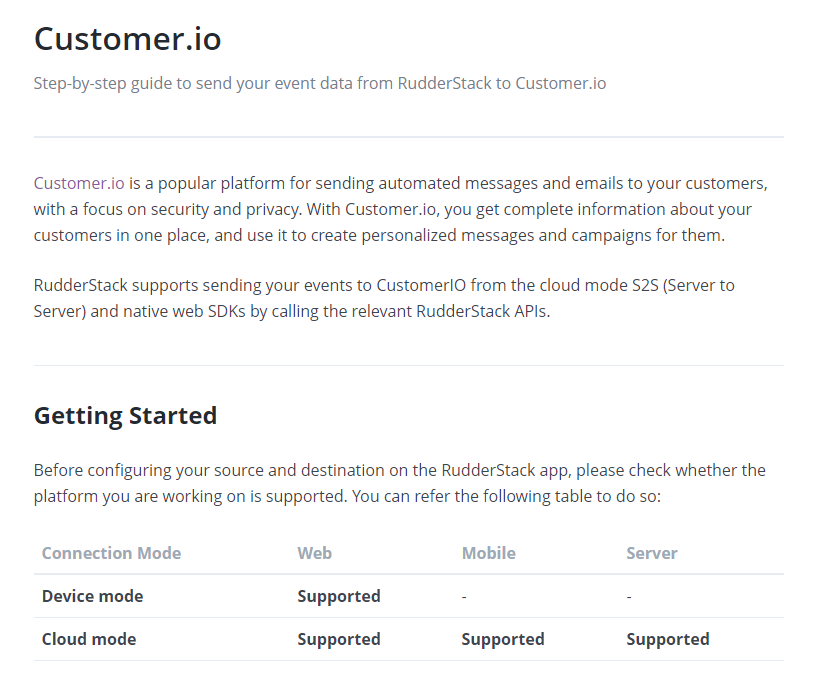 Customer.io
Step-by-step guide to send your event data from RudderStack to Customer.io
Customer.io is a popular platform for sending automated messages and emails to your customers,
with a focus on security and privacy. With Customer.io, you get complete information about your
customers in one place, and use it to create personalized messages and campaigns for them.
RudderStack supports sending your events to CustomerIO from the cloud mode S2S (Server to
Server) and native web SDKs by calling the relevant RudderStack APIs.
Getting Started
Before configuring your source and destination on the RudderStack app, please check whether the
platform you are working on is supported. You can refer the following table to do so:
Connection Mode Web Mobile Server
Device mode Supported - -
Cloud mode Supported Supported Supported